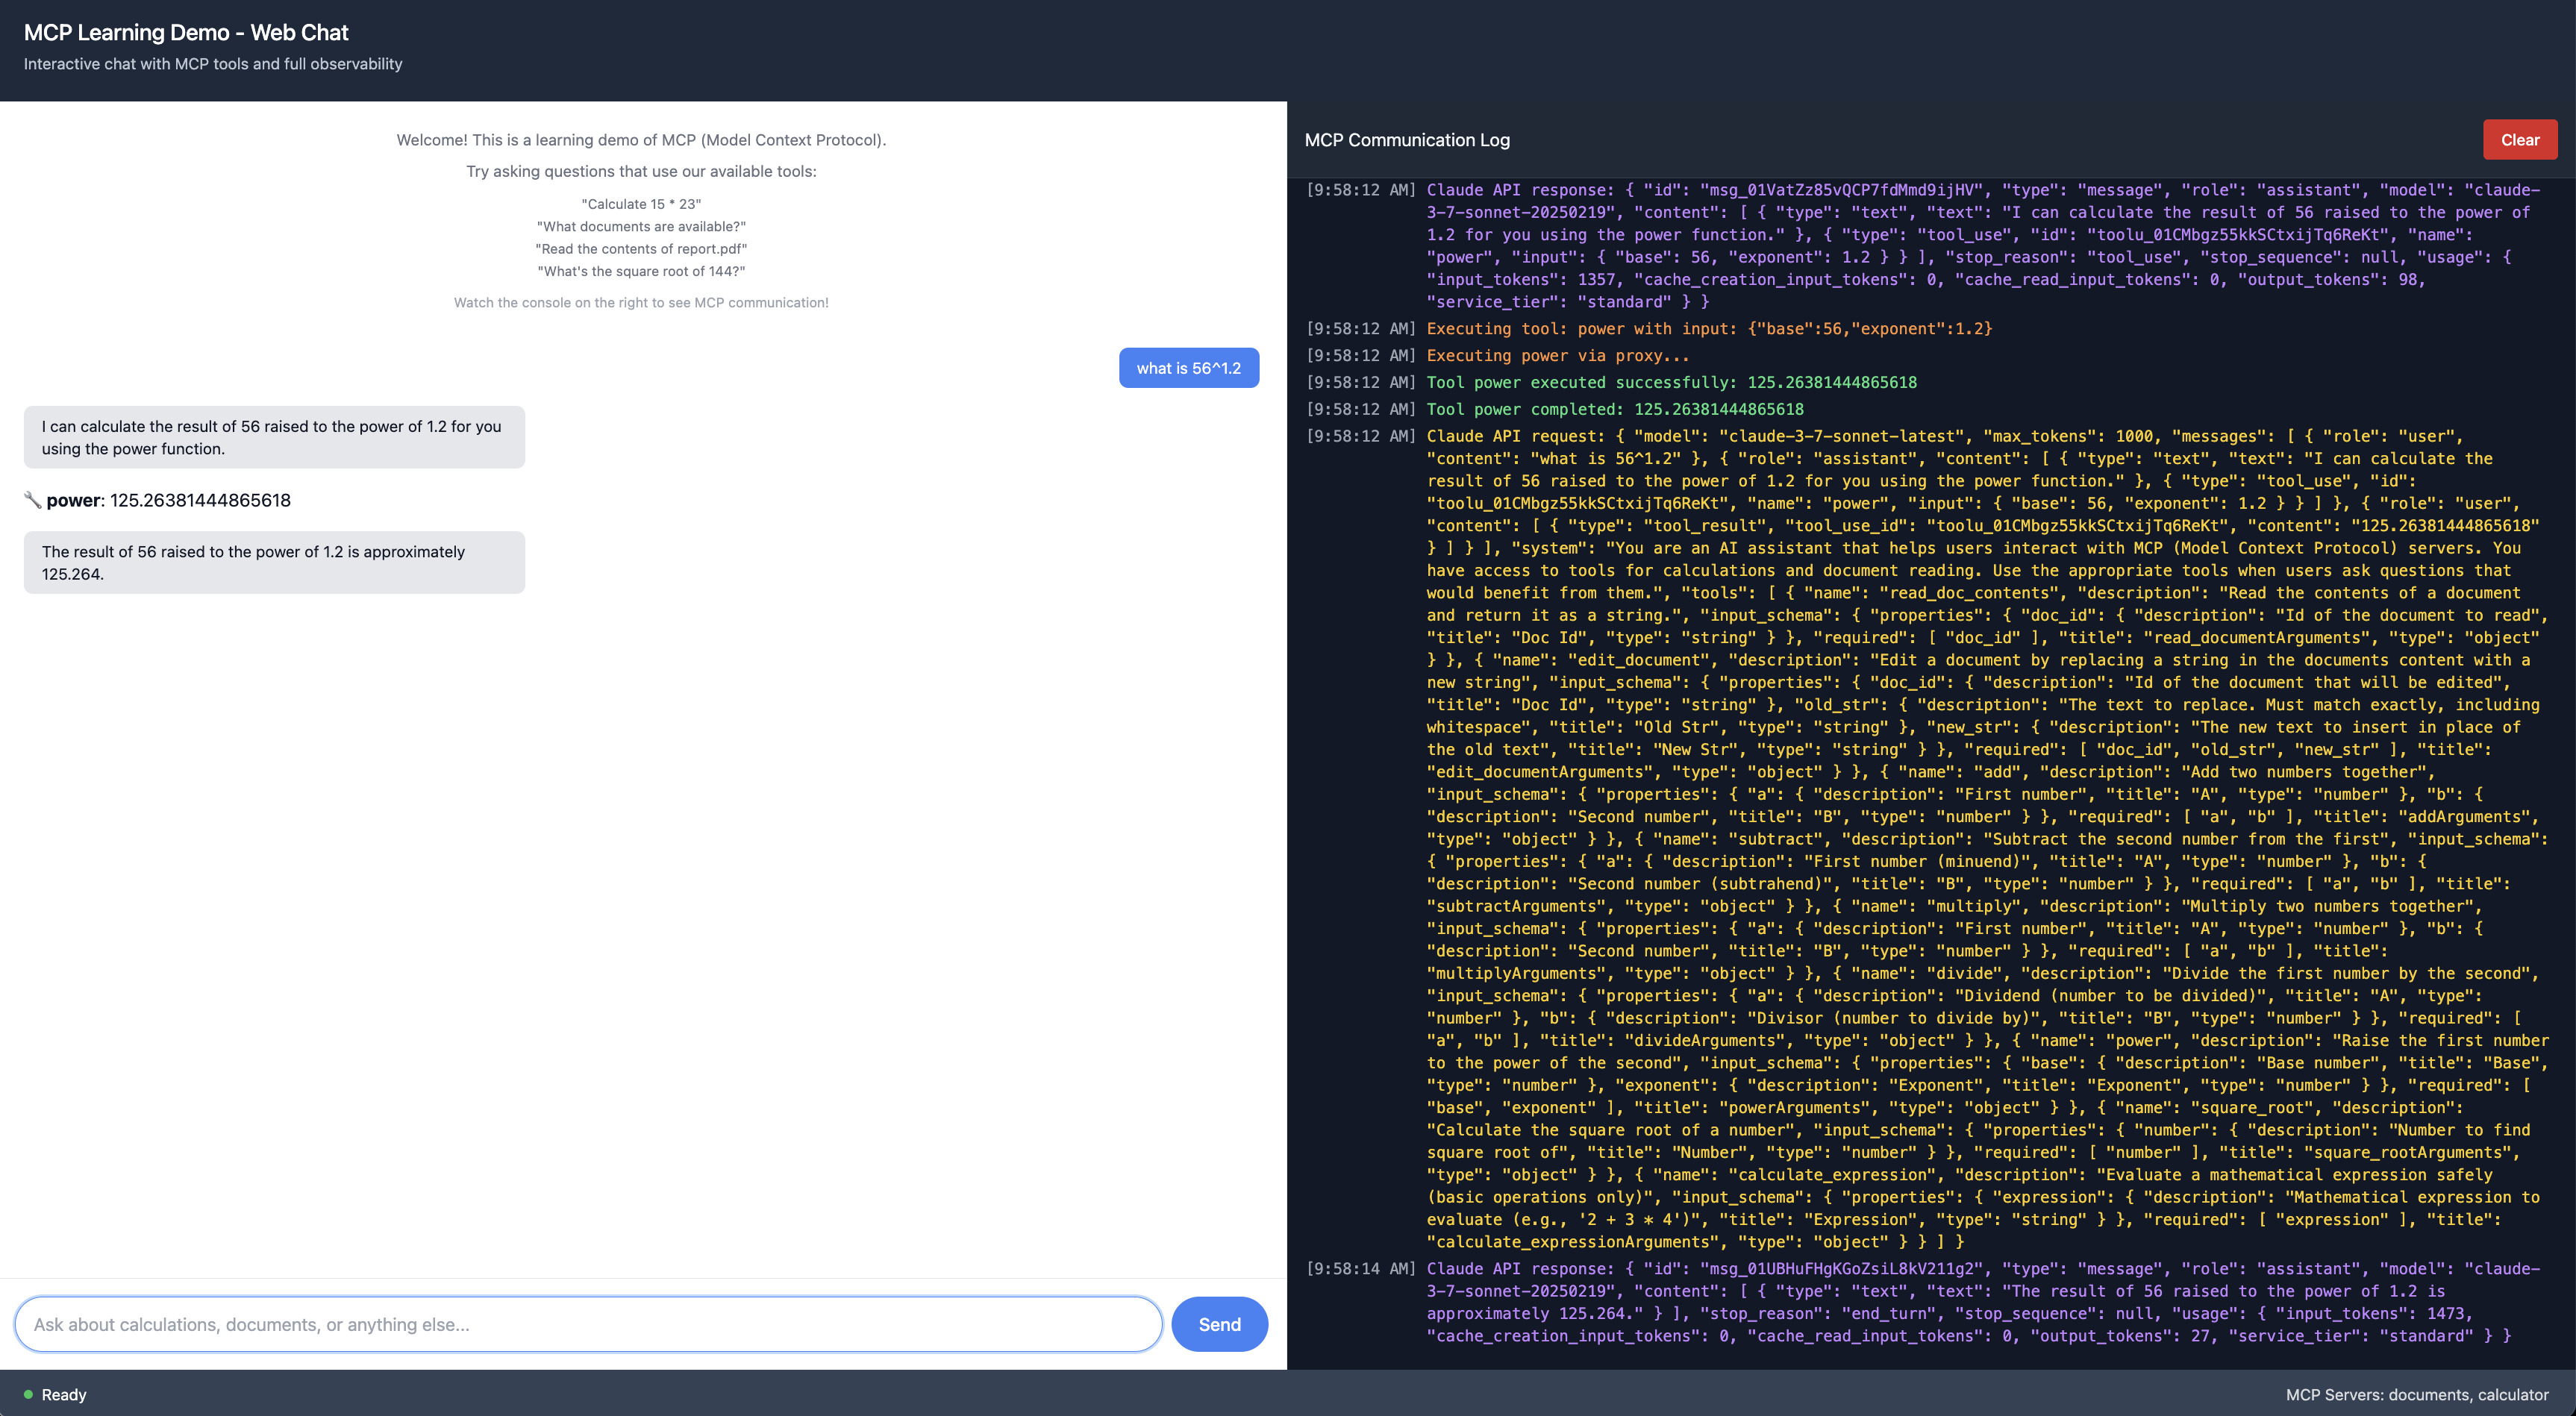 MCP Learning Demo - Web Chat
Interactive chat with MCP tools and full observability
Welcome! This is a learning demo of MCP (Model Context Protocol).
Try asking questions that use our available tools:
"Calculate 15 * 23"
"What documents are available?"
"Read the contents of report.pdf"
"What's the square root of 144?"
Watch the console on the right to see MCP communication!
what is 56^1.2
I can calculate the result of 56 raised to the power of 1.2 for you
using the power function.
power: 125.26381444865618
The result of 56 raised to the power of 1.2 is approximately
125.264.
Ask about calculations, documents, or anything else...
Send
MCP Communication Log
Clear
[9:58:12 AM] Claude API response: { "id": "msg_01VatZz85vQCP7fdMmd9ijHV", "type": "message", "role": "assistant", "model": "claude-
3-7-sonnet-20250219", "content": [ { "type": "text", "text": "I can calculate the result of 56 raised to the power of
1.2 for you using the power function." }, { "type": "tool_use", "id": "toolu_01CMbgz55kkSCtxijTq6ReKt", "name":
"power", "input": { "base": 56, "exponent": 1.2 } } ], "stop_reason": "tool_use", "stop_sequence": null, "usage": {
"input_tokens": 1357, "cache_creation_input_tokens": 0, "cache_read_input_tokens": 0, "output_tokens": 98,
"service_tier": "standard" } }
[9:58:12 AM] Executing tool: power with input: {"base":56,"exponent":1.2}
[9:58:12 AM] Executing power via proxy...
[9:58:12 AM] Tool power executed successfully: 125.26381444865618
[9:58:12 AM] Tool power completed: 125.26381444865618
[9:58:12 AM] Claude API request: { "model": "claude-3-7-sonnet-latest", "max_tokens": 1000, "messages": [ { "role": "user",
"content": "what is 56^1.2" }, { "role": "assistant", "content": [ { "type": "text", "text": "I can calculate the
result of 56 raised to the power of 1.2 for you using the power function." }, { "type": "tool_use", "id":
"toolu_01CMbgz55kkSCtxijTq6ReKt", "name": "power", "input": { "base": 56, "exponent": 1.2 } } ] }, { "role": "user",
"content": [ { "type": "tool_result", "tool_use_id": "toolu_01CMbgz55kkSCtxijTq6ReKt", "content": "125.26381444865618"
} ] } ], "system": "You are an AI assistant that helps users interact with MCP (Model Context Protocol) servers. You
have access to tools for calculations and document reading. Use the appropriate tools when users ask questions that
would benefit from them.", "tools": [ { "name": "read_doc_contents", "description": "Read the contents of a document
and return it as a string.", "input_schema": { "properties": { "doc_id": { "description": "Id of the document to read",
"title": "Doc Id", "type": "string" } }, "required": [ "doc_id" ], "title": "read_documentArguments", "type": "object"
} }, { "name": "edit_document", "description": "Edit a document by replacing a string in the documents content with a
new string", "input_schema": { "properties": { "doc_id": { "description": "Id of the document that will be edited",
"title": "Doc Id", "type": "string" }, "old_str": { "description": "The text to replace. Must match exactly, including
whitespace", "title": "Old Str", "type": "string" }, "new_str": { "description": "The new text to insert in place of
the old text", "title": "New Str", "type": "string" } }, "required": [ "doc_id", "old_str", "new_str" ], "title":
"edit_documentArguments", "type": "object" } }, { "name": "add", "description": "Add two numbers together",
"input_schema": { "properties": { "a": { "description": "First number", "title": "A", "type": "number" }, "b": {
"description": "Second number", "title": "B", "type": "number" } }, "required": [ "a", "b" ], "title": "addArguments",
"type": "object" } }, { "name": "subtract", "description": "Subtract the second number from the first", "input_schema":
{ "properties": { "a": { "description": "First number (minuend)", "title": "A", "type": "number" }, "b": {
"description": "Second number (subtrahend)", "title": "B", "type": "number" } }, "required": [ "a", "b" ], "title":
"subtractArguments", "type": "object" } }, { "name": "multiply", "description": "Multiply two numbers together",
"input_schema": { "properties": { "a": { "description": "First number", "title": "A", "type": "number" }, "b": {
"description": "Second number", "title": "B", "type": "number" } }, "required": [ "a", "b" ], "title":
"multiplyArguments", "type": "object" } }, { "name": "divide", "description": "Divide the first number by the second",
"input_schema": { "properties": { "a": { "description": "Dividend (number to be divided)", "title": "A", "type":
"number" }, "b": { "description": "Divisor (number to divide by)", "title": "B", "type": "number" } }, "required": [
"a", "b" ], "title": "divideArguments", "type": "object" } }, { "name": "power", "description": "Raise the first number
to the power of the second", "input_schema": { "properties": { "base": { "description": "Base number", "title": "Base",
"type": "number" }, "exponent": { "description": "Exponent", "title": "Exponent", "type": "number" } }, "required": [
"base", "exponent" ], "title": "powerArguments", "type": "object" } }, { "name": "square_root", "description":
"Calculate the square root of a number", "input_schema": { "properties": { "number": { "description": "Number to find
square root of", "title": "Number", "type": "number" } }, "required": [ "number" ], "title": "square_rootArguments",
"type": "object" } }, { "name": "calculate_expression", "description": "Evaluate a mathematical expression safely
(basic operations only)", "input_schema": { "properties": { "expression": { "description": "Mathematical expression to
evaluate (e.g., '2 + 3 * 4')", "title": "Expression", "type": "string" } }, "required": [ "expression" ], "title":
"calculate_expressionArguments", "type": "object" } } ] }
[9:58:14 AM] Claude API response: { "id": "msg_01UBHuFHgKGoZsiL8kV211g2", "type": "message", "role": "assistant", "model": "claude-
3-7-sonnet-20250219", "content": [ { "type": "text", "text": "The result of 56 raised to the power of 1.2 is
approximately 125.264." } ], "stop_reason": "end_turn", "stop_sequence": null, "usage": { "input_tokens": 1473,
"cache_creation_input_tokens": 0, "cache_read_input_tokens": 0, "output_tokens": 27, "service_tier": "standard" } }
Ready
MCP Servers: documents, calculator